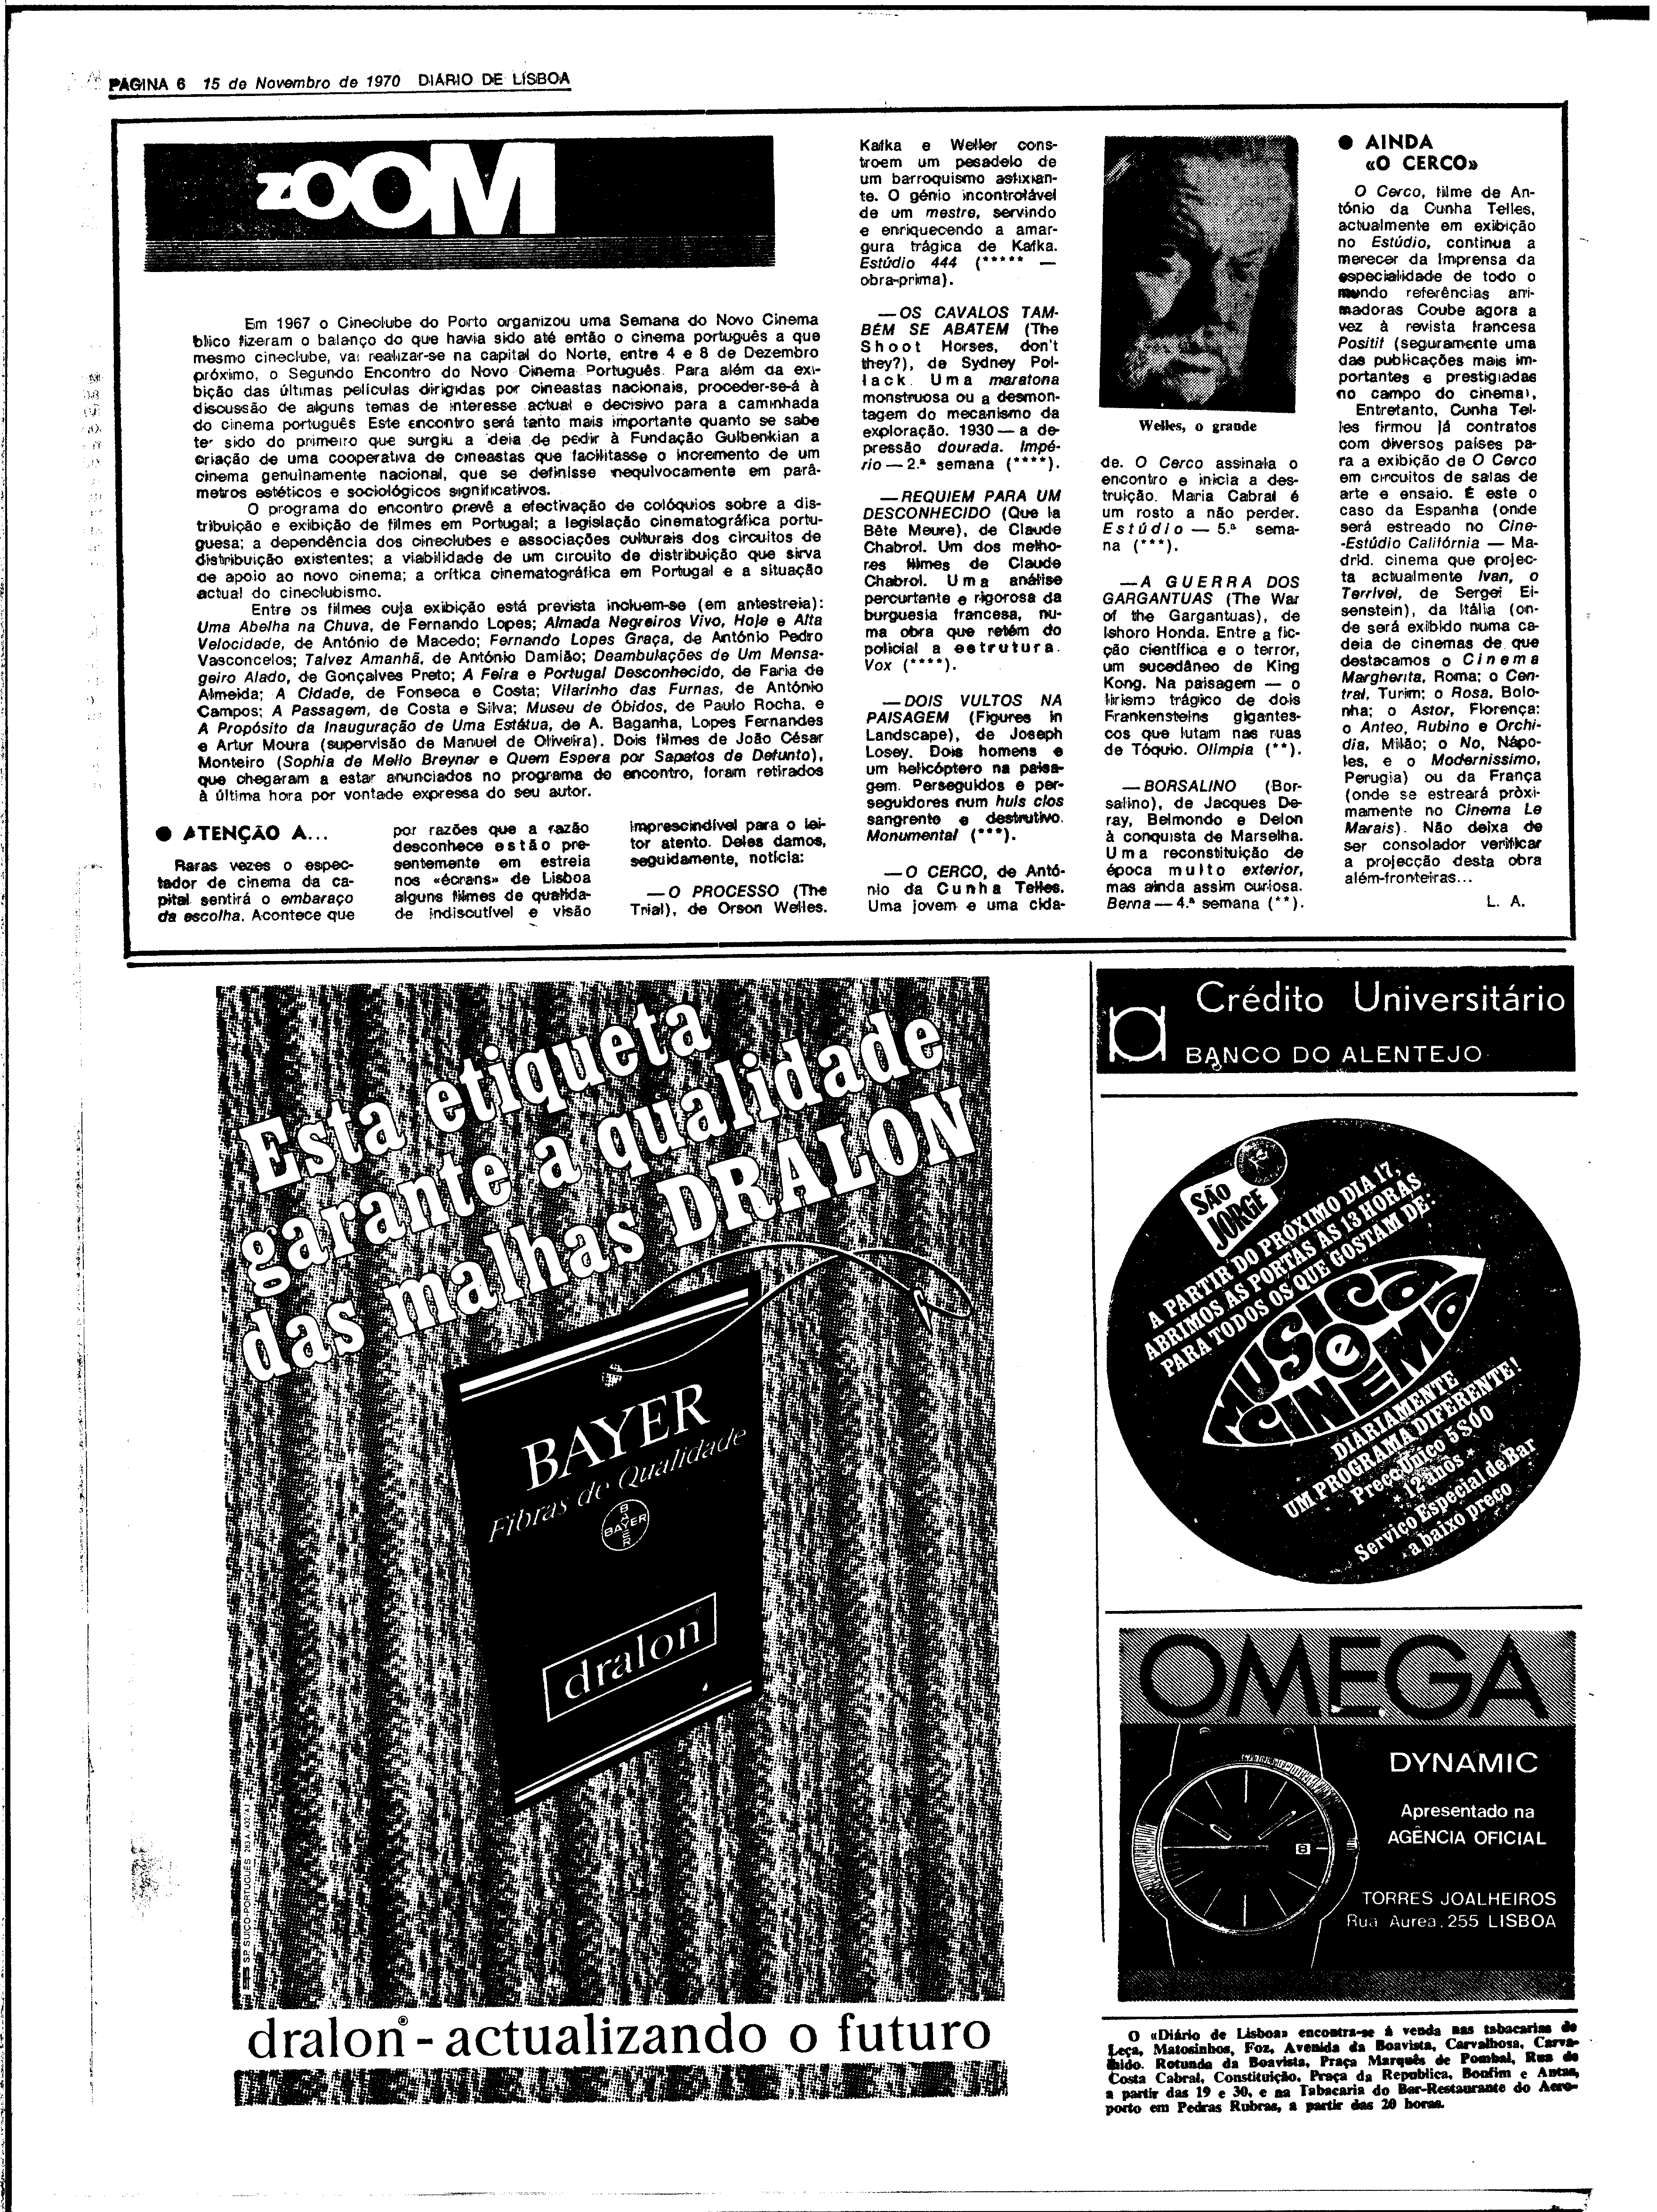 PÁGINA 6 15 de Novembro de 1970 DIÁRIO DE LISBOA
zOOM
Em 1967 o Cineclube do Porto organizou uma Semana do Novo Cinema
blico fizeram o balanço do que havia sido até então o cinema português a que
mesmo cineclube, vai realizar-se na capital do Norte, entre 4 e 8 de Dezembro
próximo, o Segundo Encontro do Novo Cinema Português. Para além da exi-
bição das últimas películas dirigidas por cineastas nacionais, proceder-se-á à
discussão de alguns temas de interesse actual e decisivo para a caminhada
do cinema português Este encontro será tanto mais importante quanto se sabe
ter sido do primeiro que surgiu a ideia de pedir à Fundação Gulbenkian a
criação de uma cooperativa de cineastas que facilitasse o incremento de um
cinema genuinamente nacional, que se definisse inequivocamente em parâ-
metros estéticos e sociológicos significativos.
O programa do encontro prevê a efectivação de colóquios sobre a dis-
tribuição e exibição de filmes em Portugal; a legislação cinematográfica portu-
guesa; a dependência dos cineclubes e associações culturais dos circuitos de
distribuição existentes; a viabilidade de um circuito de distribuição que sirva
de apoio ao novo cinema; a crítica cinematográfica em Portugal e a situação
actual do cineclubismo.
Entre os filmes cuja exibição está prevista incluem-se (em antestreia):
Uma Abelha na Chuva, de Fernando Lopes; Almada Negreiros Vivo, Hoje e Alta
Velocidade, de António de Macedo; Fernando Lopes Graça, de António Pedro
Vasconcelos; Talvez Amanhã, de António Damião; Deambulações de Um Mensa-
geiro Alado, de Gonçalves Preto; A Feira e Portugal Desconhecido, de Faria de
Almeida; A Cidade, de Fonseca e Costa; Vilarinho das Furnas, de António
Campos; A Passagem, de Costa e Silva; Museu de Óbidos, de Paulo Rocha, e
A Propósito da Inauguração de Uma Estátua, de A. Baganha, Lopes Fernandes
e Artur Moura (supervisão de Manuel de Oliveira). Dois filmes de João César
Monteiro (Sophia de Mello Breyner e Quem Espera por Sapatos de Defunto),
que chegaram a estar anunciados no programa do encontro, foram retirados
à última hora por vontade expressa do seu autor.
● ATENÇÃO A...
Raras vezes o espec-
tador de cinema da ca-
pital sentirá o embaraço
da escolha. Acontece que
por razões que a razão
desconhece estão pre-
sentemente em estreia
nos «écrans» de Lisboa
alguns filmes de qualida-
de indiscutível e visão
imprescindível para o lei-
tor atento. Deles damos,
seguidamente, notícia:
—O PROCESSO (The
Trial), de Orson Welles.
Kafka e Weller cons-
troem um pesadelo de
um barroquismo asfixian-
te. O génio incontrolável
de um mestre, servindo
e enriquecendo a amar-
gura trágica de Kafka.
Estúdio 444 (***** —
obra-prima).
—OS CAVALOS TAM-
BÉM SE ABATEM (The
Shoot Horses, don't
they?), de Sydney Pol-
lack. Uma maratona
monstruosa ou a desmon-
tagem do mecanismo da
exploração. 1930 — a de-
pressão dourada. Impé-
rio — 2.ª semana (****).
—REQUIEM PARA UM
DESCONHECIDO (Que la
Bête Meure), de Claude
Chabrol. Um dos melho-
res filmes de Claude
Chabrol. Uma análise
percurtante e rigorosa da
burguesia francesa, nu-
ma obra que retém do
policial a estrutura.
Vox (****).
—DOIS VULTOS NA
PAISAGEM (Figures in
Landscape), de Joseph
Losey. Dois homens e
um helicóptero na paisa-
gem. Perseguidos e per-
seguidores num huis clos
sangrento e destrutivo.
Monumental (***).
—O CERCO, de Antó-
nio da Cunha Telles.
Uma jovem e uma cida-
Welles, o grande
de. O Cerco assinala o
encontro e inicia a des-
truição. Maria Cabral é
um rosto a não perder.
Estúdio — 5.ª sema-
na (***).
—A GUERRA DOS
GARGANTUAS (The War
of the Gargantuas), de
Ishoro Honda. Entre a fic-
ção científica e o terror,
um sucedâneo de King
Kong. Na paisagem — o
lirismo trágico de dois
Frankensteins gigantes-
cos que lutam nas ruas
de Tóquio. Olímpia (**).
—BORSALINO (Bor-
salino), de Jacques De-
ray, Belmondo e Delon
à conquista de Marselha.
Uma reconstituição de
época muito exterior,
mas ainda assim curiosa.
Berna — 4.ª semana (**).
● AINDA
«O CERCO»
O Cerco, filme de An-
tónio da Cunha Telles,
actualmente em exibição
no Estúdio, continua a
merecer da Imprensa da
especialidade de todo o
mundo referências ani-
madoras Coube agora a
vez à revista francesa
Positif (seguramente uma
das publicações mais im-
portantes e prestigiadas
no campo do cinema),
Entretanto, Cunha Tel-
les firmou já contratos
com diversos países pa-
ra a exibição de O Cerco
em circuitos de salas de
arte e ensaio. É este o
caso da Espanha (onde
será estreado no Cine-
-Estúdio Califórnia — Ma-
drid. cinema que projec-
ta actualmente Ivan, o
Terrível, de Sergei Ei-
senstein), da Itália (on-
de será exibido numa ca-
deia de cinemas de que
destacamos o Cinema
Margherita, Roma; o Cen-
tral, Turim; o Rosa, Bolo-
nha; o Astor, Florença;
o Anteo, Rubino e Orchi-
dia, Milão; o No, Nápo-
les, e o Moderníssimo,
Perugia) ou da França
(onde se estreará pròxi-
mamente no Cinema Le
Marais). Não deixa de
ser consolador verificar
a projecção desta obra
além-fronteiras...
L. A.
Esta etiqueta
garante a qualidade
das malhas DRALON
BAYER
Fibras de Qualidade
BAYER
BAYER
dralon
dralon® - actualizando o futuro
Crédito Universitário
BANCO DO ALENTEJO
SÃO
JORGE
A PARTIR DO PRÓXIMO DIA 17,
ABRIMOS AS PORTAS ÀS 13 HORAS
PARA TODOS OS QUE GOSTAM DE:
MUSICA
e
CINEMA
DIARIAMENTE
UM PROGRAMA DIFERENTE!
Preço único 5$00
* 12 anos *
Serviço Especial de Bar
a baixo preço
OMEGA
DYNAMIC
Apresentado na
AGÊNCIA OFICIAL
8
TORRES JOALHEIROS
Rua Aurea, 255 LISBOA
O «Diário de Lisboa» encontra-se à venda nas tabacarias de
Leça, Matosinhos, Foz, Avenida da Boavista, Carvalhosa, Carva-
lhido. Rotunda da Boavista, Praça Marquês de Pombal, Rua de
Costa Cabral, Constituição, Praça da Republica, Bonfim e Antas,
a partir das 19 e 30, e na Tabacaria do Bar-Restaurante do Aero-
porto em Pedras Rubras, a partir das 20 horas.